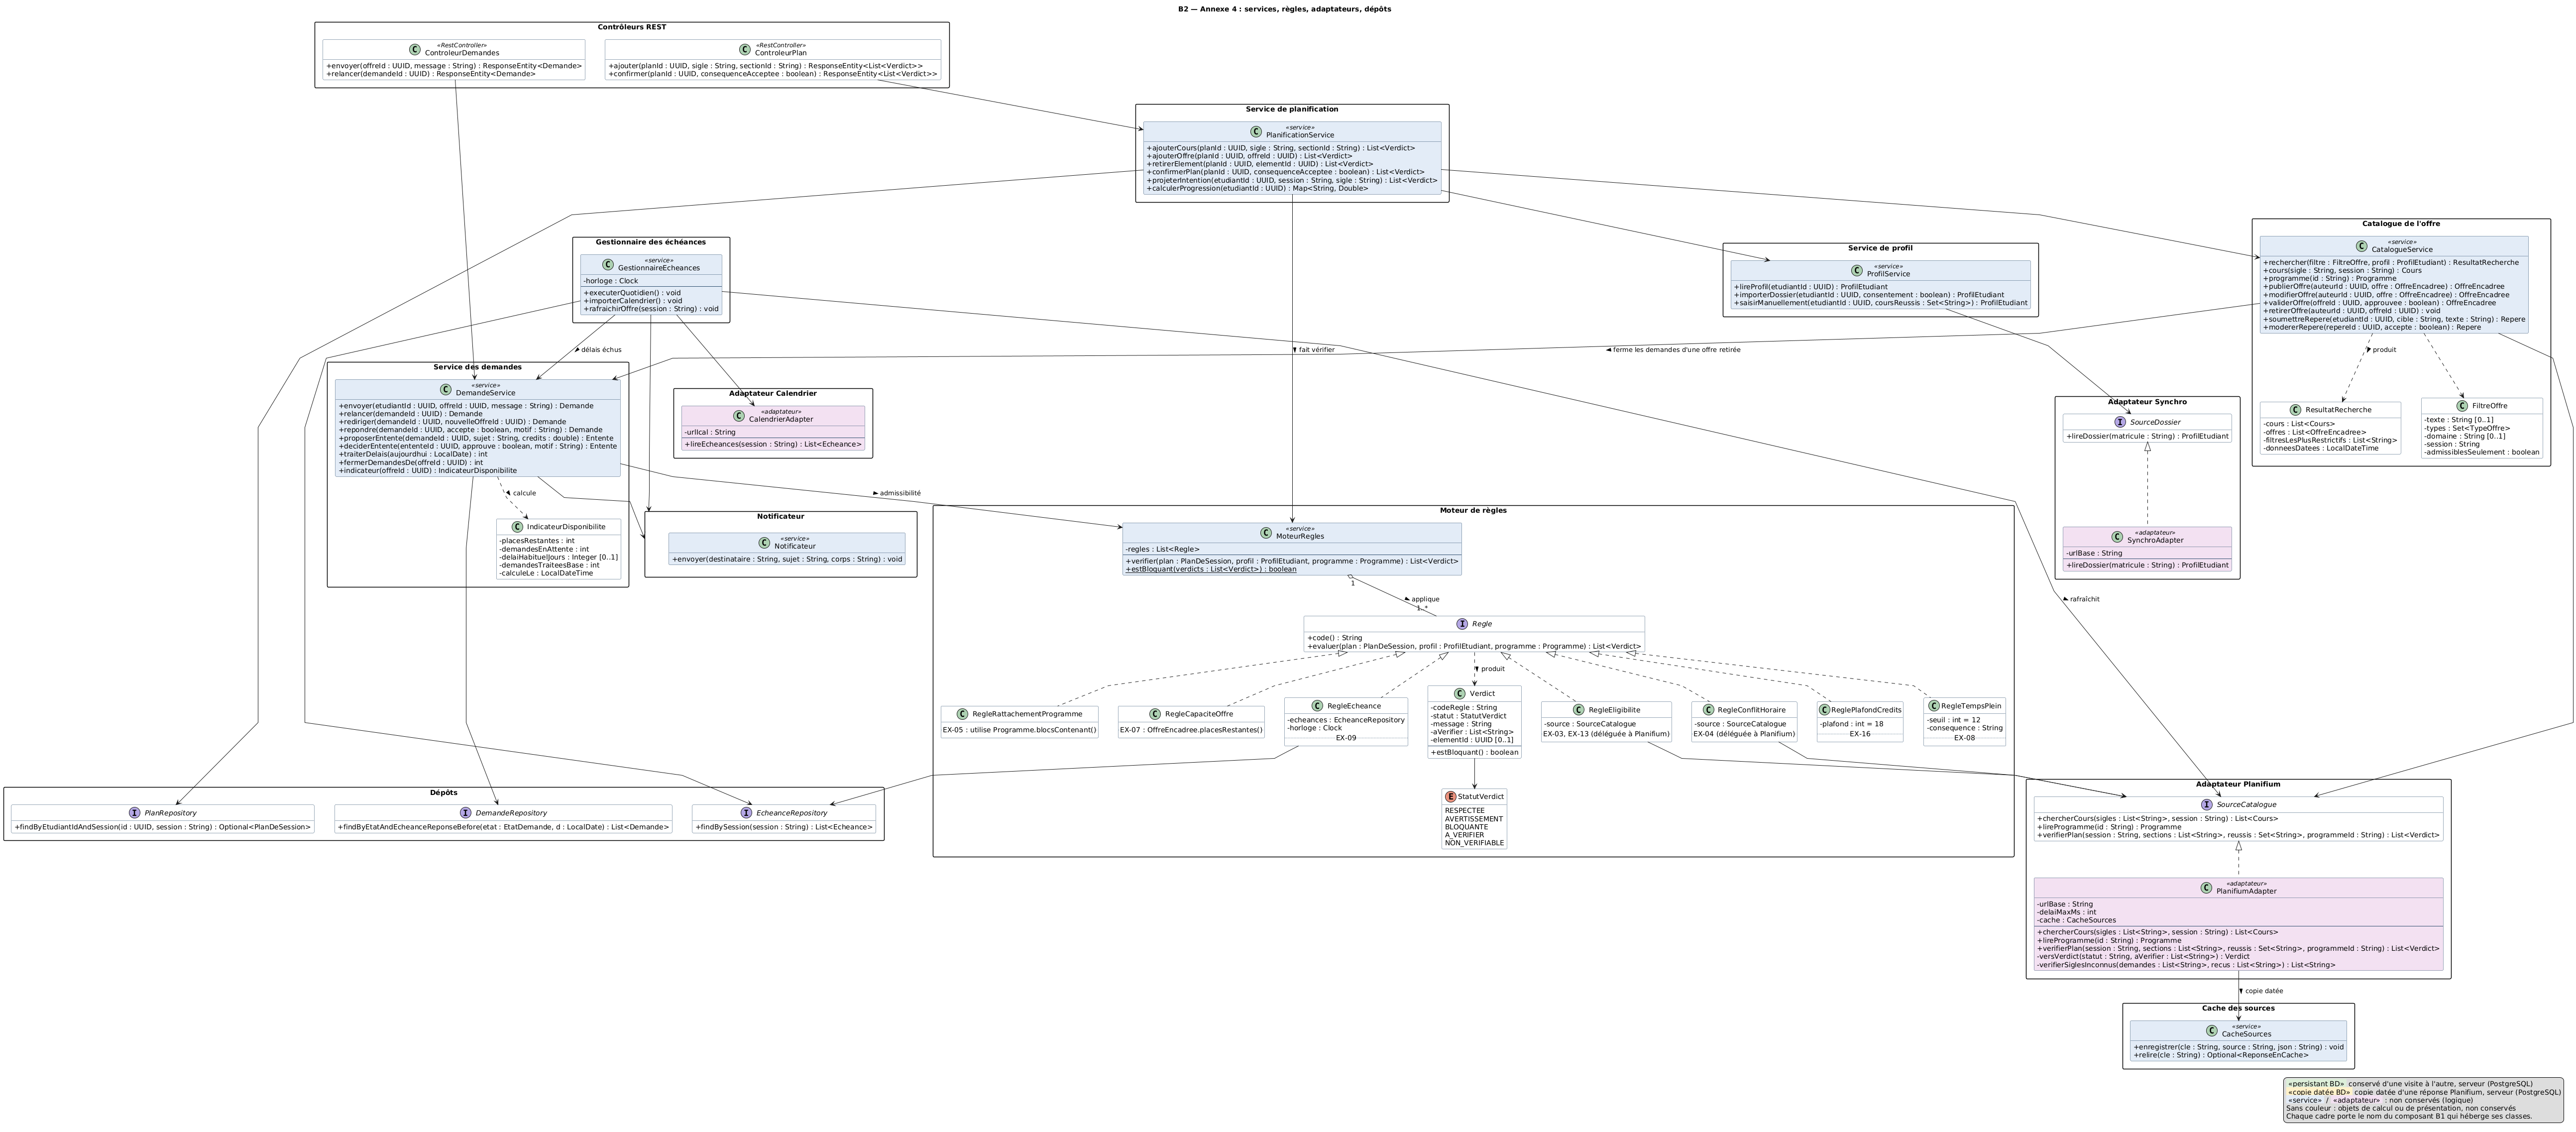 B2 — Annexe 4 : services, règles, adaptateurs, dépôts
Contrôleurs REST
«RestController»
ControleurDemandes
+envoyer(offreId : UUID, message : String) : ResponseEntity<Demande>
+relancer(demandeId : UUID) : ResponseEntity<Demande>
«RestController»
ControleurPlan
+ajouter(planId : UUID, sigle : String, sectionId : String) : ResponseEntity<List<Verdict>>
+confirmer(planId : UUID, consequenceAcceptee : boolean) : ResponseEntity<List<Verdict>>
Service de planification
«service»
PlanificationService
+ajouterCours(planId : UUID, sigle : String, sectionId : String) : List<Verdict>
+ajouterOffre(planId : UUID, offreId : UUID) : List<Verdict>
+retirerElement(planId : UUID, elementId : UUID) : List<Verdict>
+confirmerPlan(planId : UUID, consequenceAcceptee : boolean) : List<Verdict>
+projeterIntention(etudiantId : UUID, session : String, sigle : String) : List<Verdict>
+calculerProgression(etudiantId : UUID) : Map<String, Double>
Gestionnaire des échéances
«service»
GestionnaireEcheances
-horloge : Clock
+executerQuotidien() : void
+importerCalendrier() : void
+rafraichirOffre(session : String) : void
Service de profil
«service»
ProfilService
+lireProfil(etudiantId : UUID) : ProfilEtudiant
+importerDossier(etudiantId : UUID, consentement : boolean) : ProfilEtudiant
+saisirManuellement(etudiantId : UUID, coursReussis : Set<String>) : ProfilEtudiant
Catalogue de l'offre
«service»
CatalogueService
+rechercher(filtre : FiltreOffre, profil : ProfilEtudiant) : ResultatRecherche
+cours(sigle : String, session : String) : Cours
+programme(id : String) : Programme
+publierOffre(auteurId : UUID, offre : OffreEncadree) : OffreEncadree
+modifierOffre(auteurId : UUID, offre : OffreEncadree) : OffreEncadree
+validerOffre(offreId : UUID, approuvee : boolean) : OffreEncadree
+retirerOffre(auteurId : UUID, offreId : UUID) : void
+soumettreRepere(etudiantId : UUID, cible : String, texte : String) : Repere
+modererRepere(repereId : UUID, accepte : boolean) : Repere
délais échus
fait vérifier
ferme les demandes d'une offre retirée
produit
Service des demandes
«service»
DemandeService
+envoyer(etudiantId : UUID, offreId : UUID, message : String) : Demande
+relancer(demandeId : UUID) : Demande
+rediriger(demandeId : UUID, nouvelleOffreId : UUID) : Demande
+repondre(demandeId : UUID, accepte : boolean, motif : String) : Demande
+proposerEntente(demandeId : UUID, sujet : String, credits : double) : Entente
+deciderEntente(ententeId : UUID, approuve : boolean, motif : String) : Entente
+traiterDelais(aujourdhui : LocalDate) : int
+fermerDemandesDe(offreId : UUID) : int
+indicateur(offreId : UUID) : IndicateurDisponibilite
Adaptateur Calendrier
«adaptateur»
CalendrierAdapter
-urlIcal : String
+lireEcheances(session : String) : List<Echeance>
Adaptateur Synchro
SourceDossier
+lireDossier(matricule : String) : ProfilEtudiant
«adaptateur»
SynchroAdapter
-urlBase : String
+lireDossier(matricule : String) : ProfilEtudiant
ResultatRecherche
-cours : List<Cours>
-offres : List<OffreEncadree>
-filtresLesPlusRestrictifs : List<String>
-donneesDatees : LocalDateTime
FiltreOffre
-texte : String [0..1]
-types : Set<TypeOffre>
-domaine : String [0..1]
-session : String
-admissiblesSeulement : boolean
calcule
admissibilité
IndicateurDisponibilite
-placesRestantes : int
-demandesEnAttente : int
-delaiHabituelJours : Integer [0..1]
-demandesTraiteesBase : int
-calculeLe : LocalDateTime
Notificateur
«service»
Notificateur
+envoyer(destinataire : String, sujet : String, corps : String) : void
Moteur de règles
«service»
MoteurRegles
-regles : List<Regle>
+verifier(plan : PlanDeSession, profil : ProfilEtudiant, programme : Programme) : List<Verdict>
+estBloquant(verdicts : List<Verdict>) : boolean
1
applique
1..*
rafraîchit
Regle
+code() : String
+evaluer(plan : PlanDeSession, profil : ProfilEtudiant, programme : Programme) : List<Verdict>
produit
RegleRattachementProgramme
EX-05 : utilise Programme.blocsContenant()
RegleCapaciteOffre
EX-07 : OffreEncadree.placesRestantes()
RegleEcheance
-echeances : EcheanceRepository
-horloge : Clock
EX-09
Verdict
-codeRegle : String
-statut : StatutVerdict
-message : String
-aVerifier : List<String>
-elementId : UUID [0..1]
+estBloquant() : boolean
RegleEligibilite
-source : SourceCatalogue
EX-03, EX-13 (déléguée à Planifium)
RegleConflitHoraire
-source : SourceCatalogue
EX-04 (déléguée à Planifium)
ReglePlafondCredits
-plafond : int = 18
EX-16
RegleTempsPlein
-seuil : int = 12
-consequence : String
EX-08
StatutVerdict
RESPECTEE
AVERTISSEMENT
BLOQUANTE
A_VERIFIER
NON_VERIFIABLE
Dépôts
PlanRepository
+findByEtudiantIdAndSession(id : UUID, session : String) : Optional<PlanDeSession>
DemandeRepository
+findByEtatAndEcheanceReponseBefore(etat : EtatDemande, d : LocalDate) : List<Demande>
EcheanceRepository
+findBySession(session : String) : List<Echeance>
Adaptateur Planifium
SourceCatalogue
+chercherCours(sigles : List<String>, session : String) : List<Cours>
+lireProgramme(id : String) : Programme
+verifierPlan(session : String, sections : List<String>, reussis : Set<String>, programmeId : String) : List<Verdict>
«adaptateur»
PlanifiumAdapter
-urlBase : String
-delaiMaxMs : int
-cache : CacheSources
+chercherCours(sigles : List<String>, session : String) : List<Cours>
+lireProgramme(id : String) : Programme
+verifierPlan(session : String, sections : List<String>, reussis : Set<String>, programmeId : String) : List<Verdict>
-versVerdict(statut : String, aVerifier : List<String>) : Verdict
-verifierSiglesInconnus(demandes : List<String>, recus : List<String>) : List<String>
copie datée
Cache des sources
«service»
CacheSources
+enregistrer(cle : String, source : String, json : String) : void
+relire(cle : String) : Optional<ReponseEnCache>
«persistant BD» conservé d'une visite à l'autre, serveur (PostgreSQL)
«copie datée BD» copie datée d'une réponse Planifium, serveur (PostgreSQL)
«service» / «adaptateur» : non conservés (logique)
Sans couleur : objets de calcul ou de présentation, non conservés
Chaque cadre porte le nom du composant B1 qui héberge ses classes.